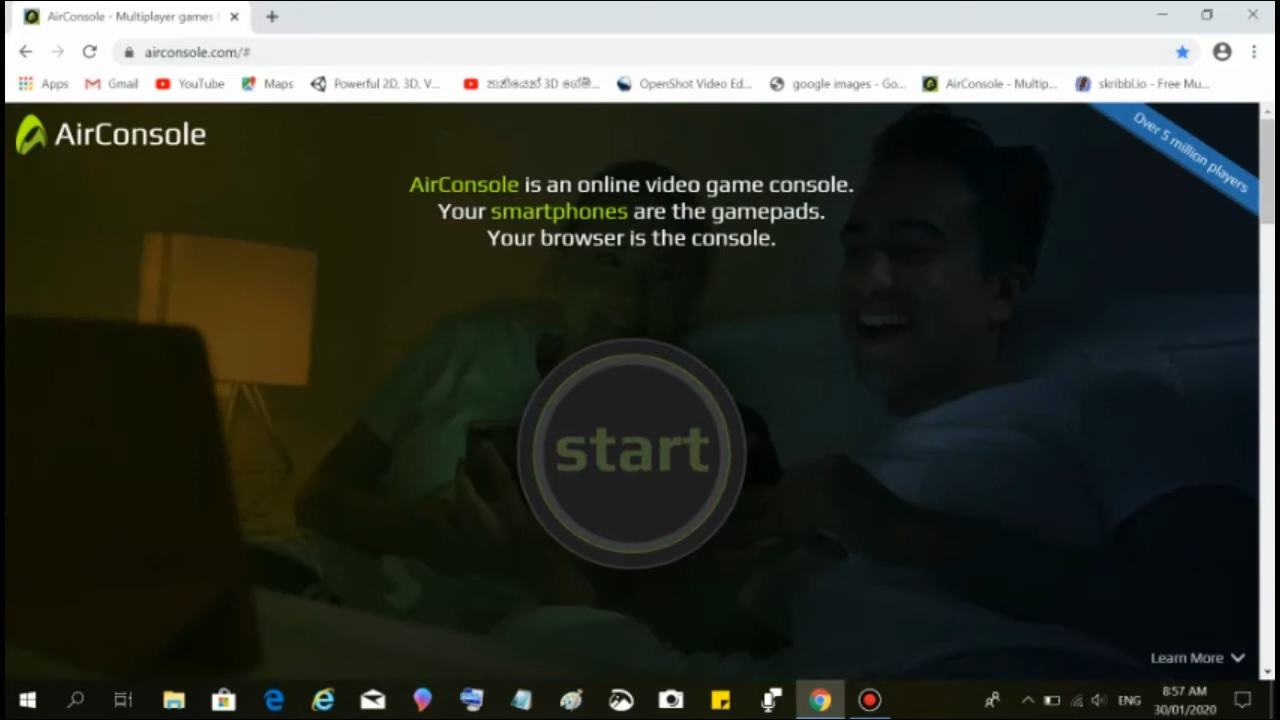 AirConsole - Multiplayer games
airconsole.com/#
Apps Gmail YouTube Maps Powerful 2D, 3D, V... OpenShot Video Ed... google images - Go... AirConsole - Multip... skribbl.io - Free Mu...
AirConsole
Over 5 million players
AirConsole is an online video game console.
Your smartphones are the gamepads.
Your browser is the console.
start
Learn More
ENG
8:57 AM
30/01/2020